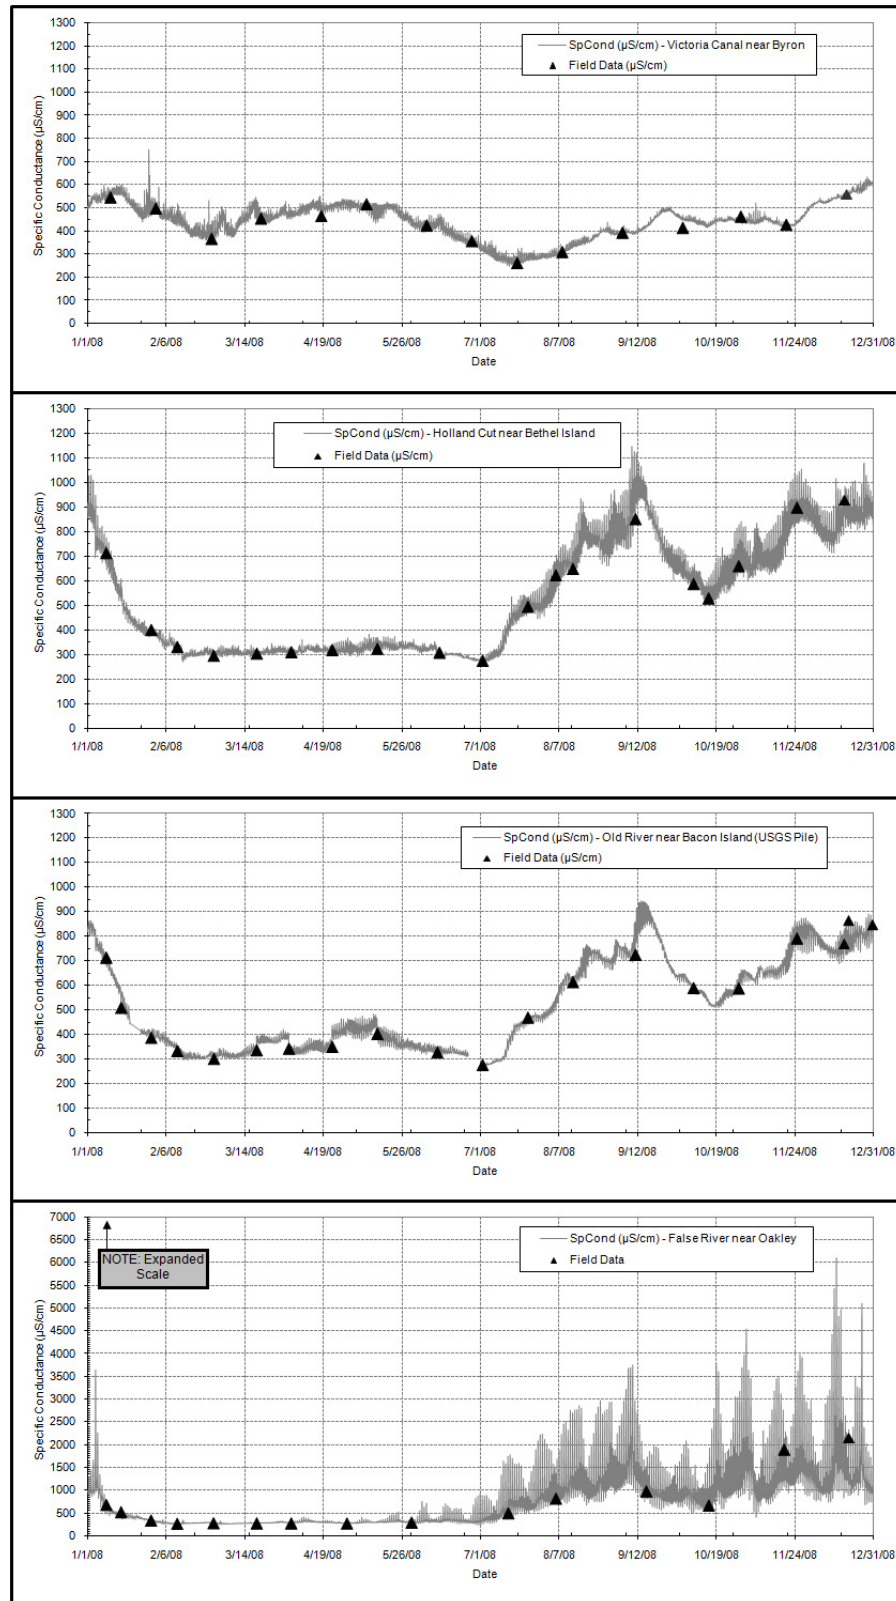 1300
1200
1100
1000
900
800
700
600
500
400
300
200
100
0
Specific Conductance (µS/cm)
SpCond (µS/cm) - Victoria Canal near Byron
Field Data (µS/cm)
1/1/08 2/6/08 3/14/08 4/19/08 5/26/08 7/1/08 8/7/08 9/12/08 10/19/08 11/24/08 12/31/08
Date
1300
1200
1100
1000
900
800
700
600
500
400
300
200
100
0
Specific Conductance (µS/cm)
SpCond (µS/cm) - Holland Cut near Bethel Island
Field Data (µS/cm)
1/1/08 2/6/08 3/14/08 4/19/08 5/26/08 7/1/08 8/7/08 9/12/08 10/19/08 11/24/08 12/31/08
Date
1300
1200
1100
1000
900
800
700
600
500
400
300
200
100
0
Specific Conductance (µS/cm)
SpCond (µS/cm) - Old River near Bacon Island (USGS Pile)
Field Data (µS/cm)
1/1/08 2/6/08 3/14/08 4/19/08 5/26/08 7/1/08 8/7/08 9/12/08 10/19/08 11/24/08 12/31/08
Date
7000
6500
6000
5500
5000
4500
4000
3500
3000
2500
2000
1500
1000
500
0
Specific Conductance (µS/cm)
NOTE: Expanded
Scale
SpCond (µS/cm) - False River near Oakley
Field Data
1/1/08 2/6/08 3/14/08 4/19/08 5/26/08 7/1/08 8/7/08 9/12/08 10/19/08 11/24/08 12/31/08
Date